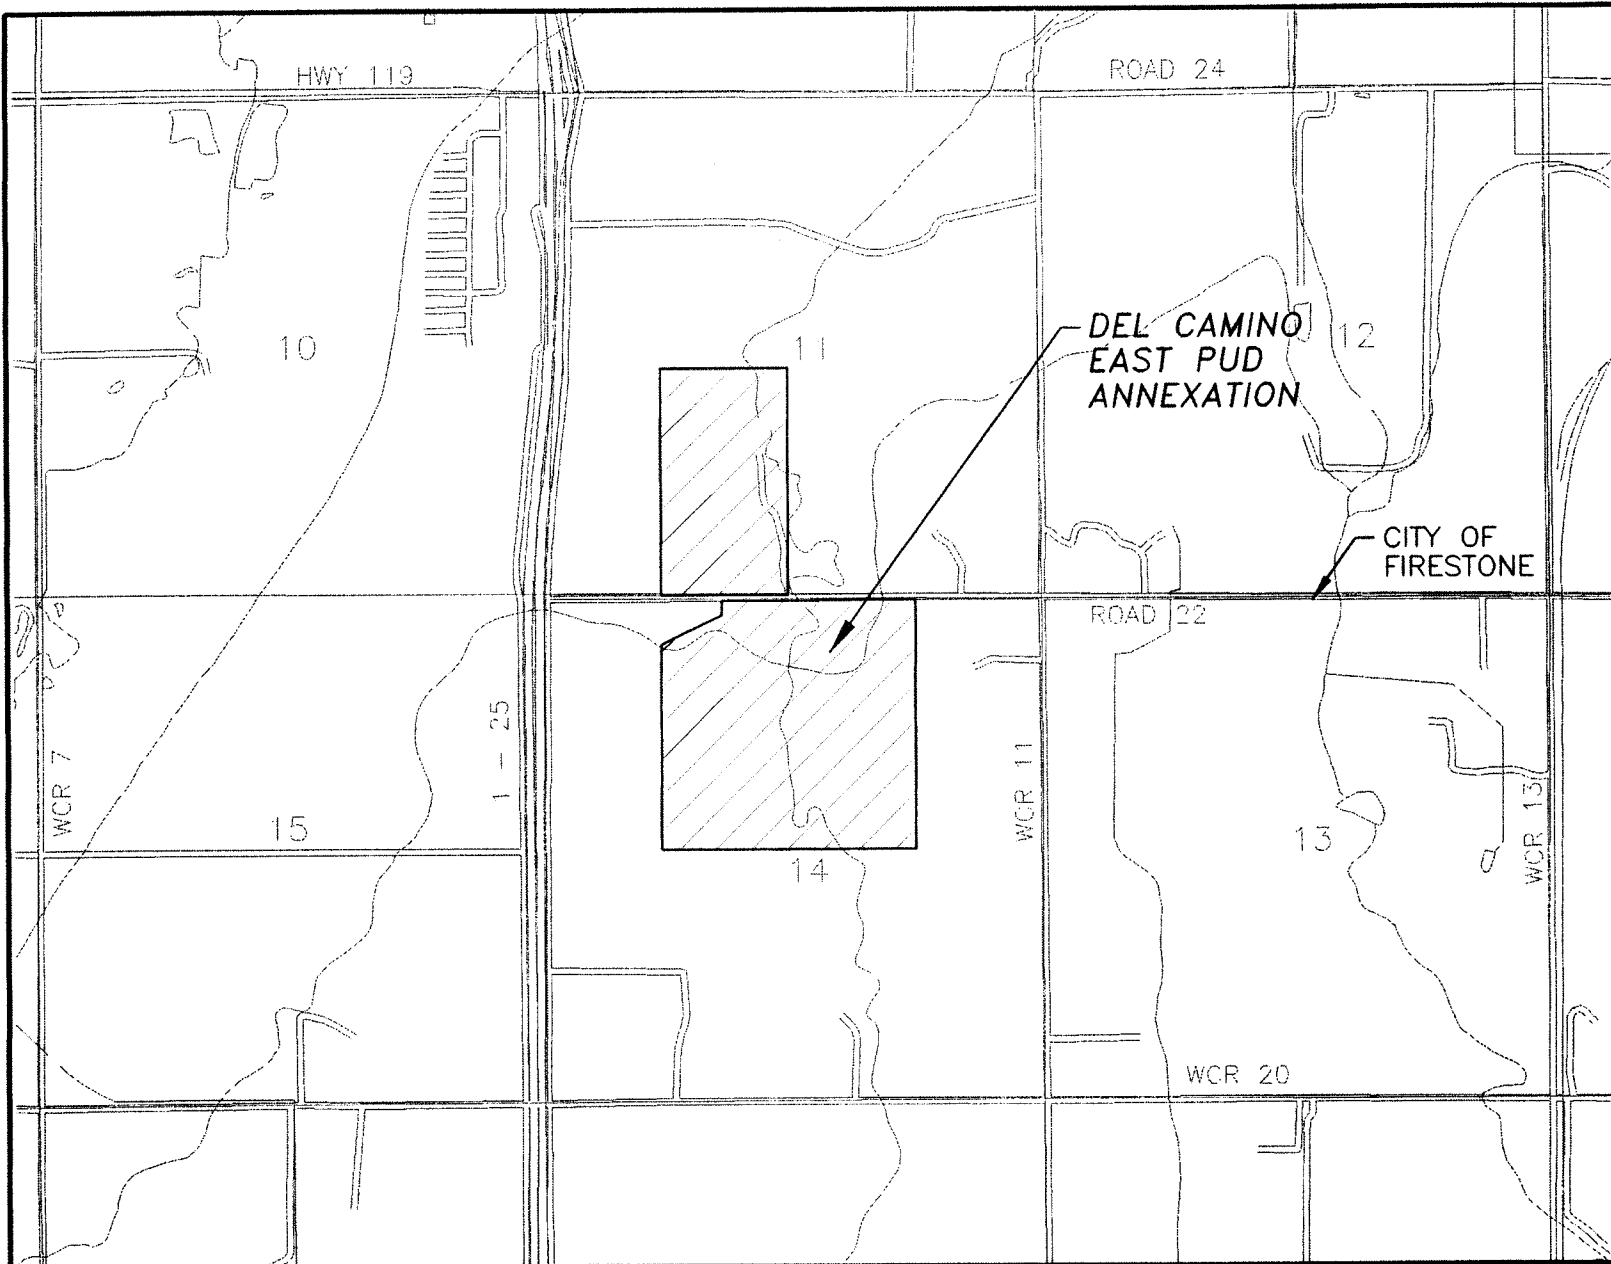 HWY 119
ROAD 24
10
11
12
DEL CAMINO
EAST PUD
ANNEXATION
CITY OF
FIRESTONE
ROAD 22
WCR 7
1 - 25
WCR 11
WCR 13
15
14
13
WCR 20